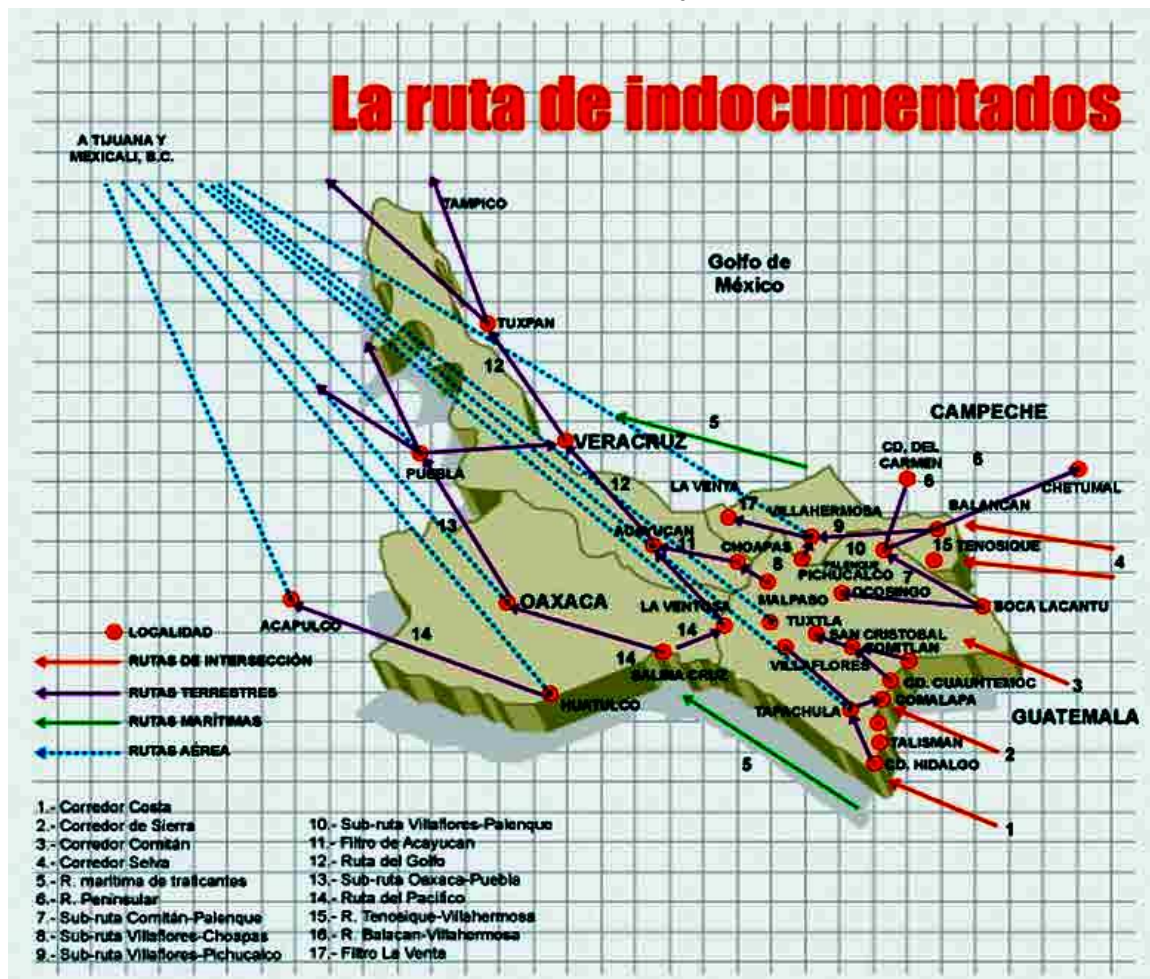 La ruta de indocumentados
A TIJUANA Y
MEXICALI, B.C.
TAMPICO
Golfo de
México
TUXPAN
12
5
CAMPECHE
VERACRUZ
CD. DEL
CARMEN
6
6
PUEBLA
CHETUMAL
12
LA VENTA
17
VILLAHERMOSA
BALANCAN
13
ACAYUCAN
11
9
CHOAPAS
10
15
TENOSIQUE
4
8
PALENQUE
PICHUCALCO
7
MALPASO
OCOSINGO
OAXACA
LA VENTOSA
BOCA LACANTU
ACAPULCO
TUXTLA
14
14
SAN CRISTOBAL
COMITLAN
VILLAFLORES
14
SALINA CRUZ
3
CD. CUAUNTEMOC
HUATULCO
COMALAPA
TAPACHULA
GUATEMALA
TALISMAN
2
5
CD. HIDALGO
1
LOCALIDAD
RUTAS DE INTERSECCIÓN
RUTAS TERRESTRES
RUTAS MARÍTIMAS
RUTAS AÉREA
1.- Corredor Costa
2.- Corredor de Sierra
3.- Corredor Comitán
4.- Corredor Selva
5.- R. marítima de traficantes
6.- R. Peninsular
7.- Sub-ruta Comitán-Palenque
8.- Sub-ruta Villaflores-Choapas
9.- Sub-ruta Villaflores-Pichucalco
10.- Sub-ruta Villaflores-Palenque
11.- Filtro de Acayucan
12.- Ruta del Golfo
13.- Sub-ruta Oaxaca-Puebla
14.- Ruta del Pacifico
15.- R. Tenosique-Villahermosa
16.- R. Balacan-Villahermosa
17.- Filtro La Venta